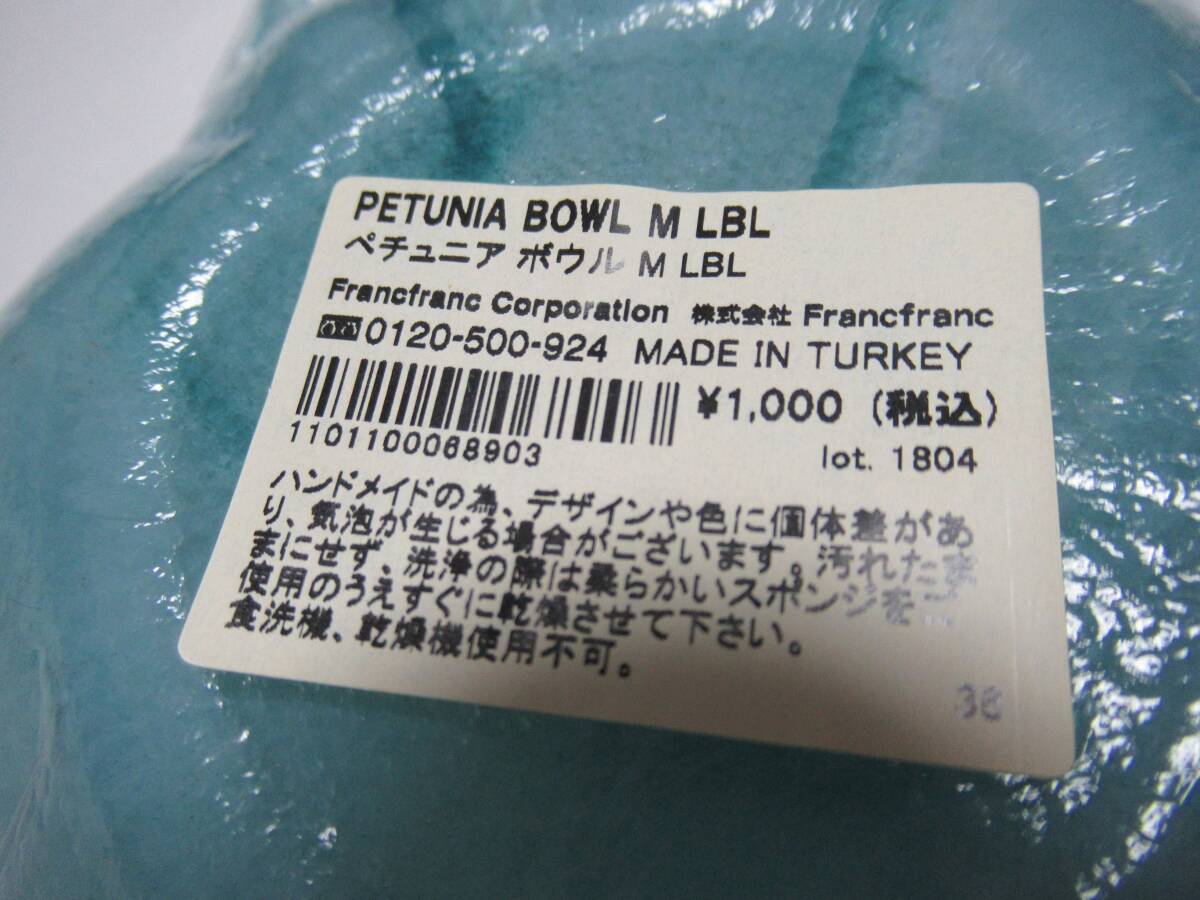 PETUNIA BOWL M LBL
ペチュニア ボウル M LBL
Francfranc Corporation 株式会社 Francfranc
0120-500-924 MADE IN TURKEY
¥1,000 (税込)
1101100068903
lot. 1804
ハンドメイドの為、デザインや色に個体差があ
り、気泡が生じる場合がございます。汚れたま
まにせず、洗浄の際は柔らかいスポンジをご
使用のうえすぐに乾燥させて下さい。
食洗機、乾燥機使用不可。
36